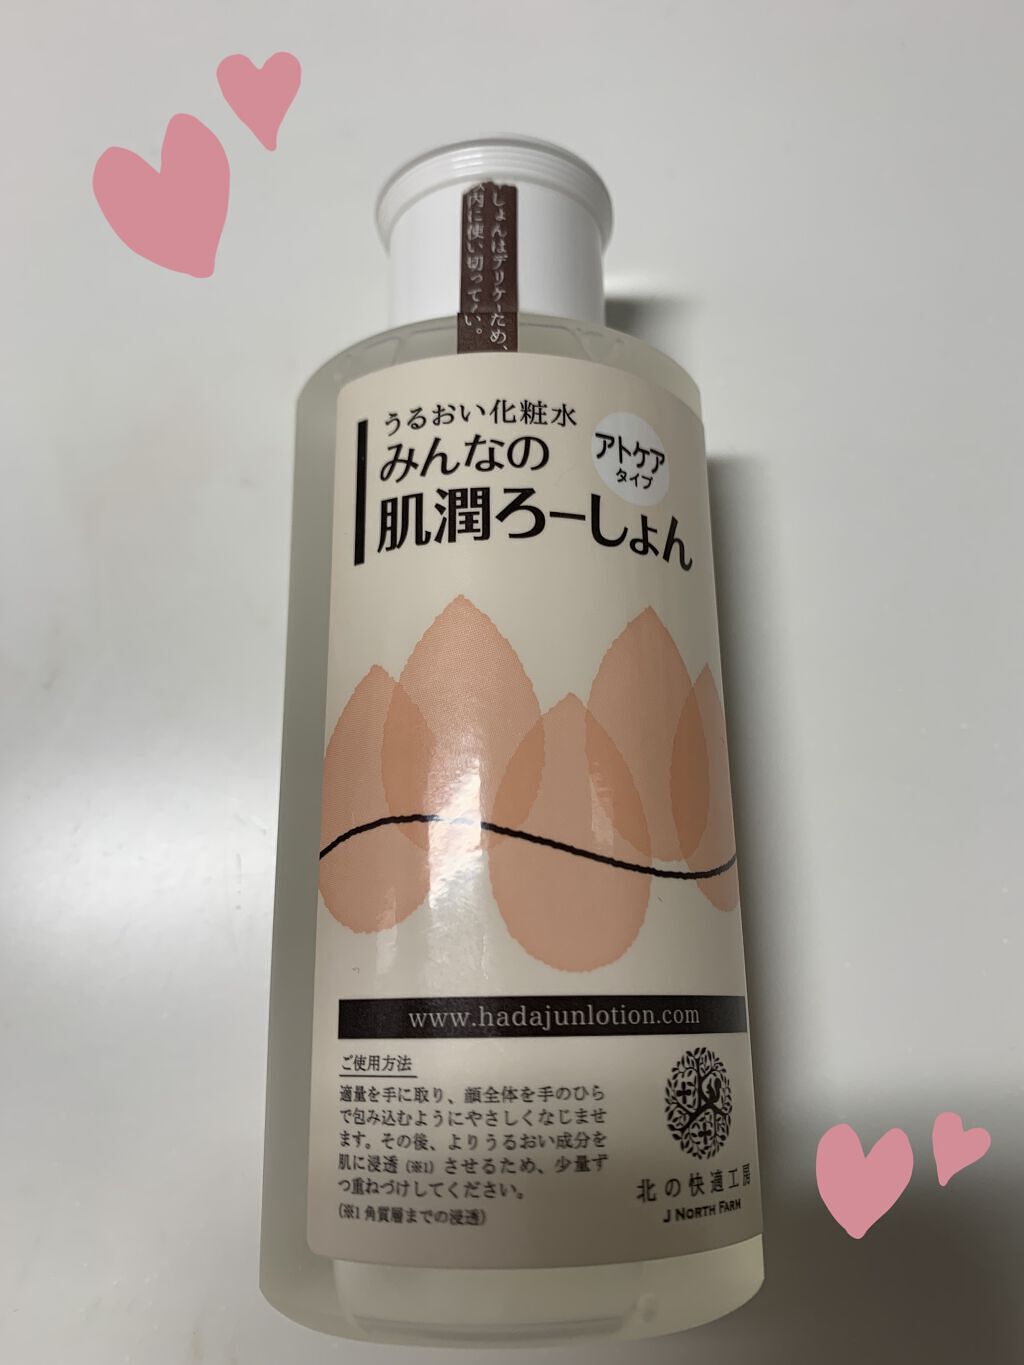 しょんはデリケ
ため、
内に使い切って
い。
うるおい化粧水
みんなの
肌潤ろーしょん
アトケア
タイプ
www.hadajunlotion.com
ご使用方法
適量を手に取り、顔全体を手のひら
で包み込むようにやさしくなじませ
ます。その後、よりうるおい成分を
肌に浸透(※1)させるため、少量ず
つ重ねづけしてください。
(※1 角質層までの浸透)
北の快適工房
J NORTH FARM